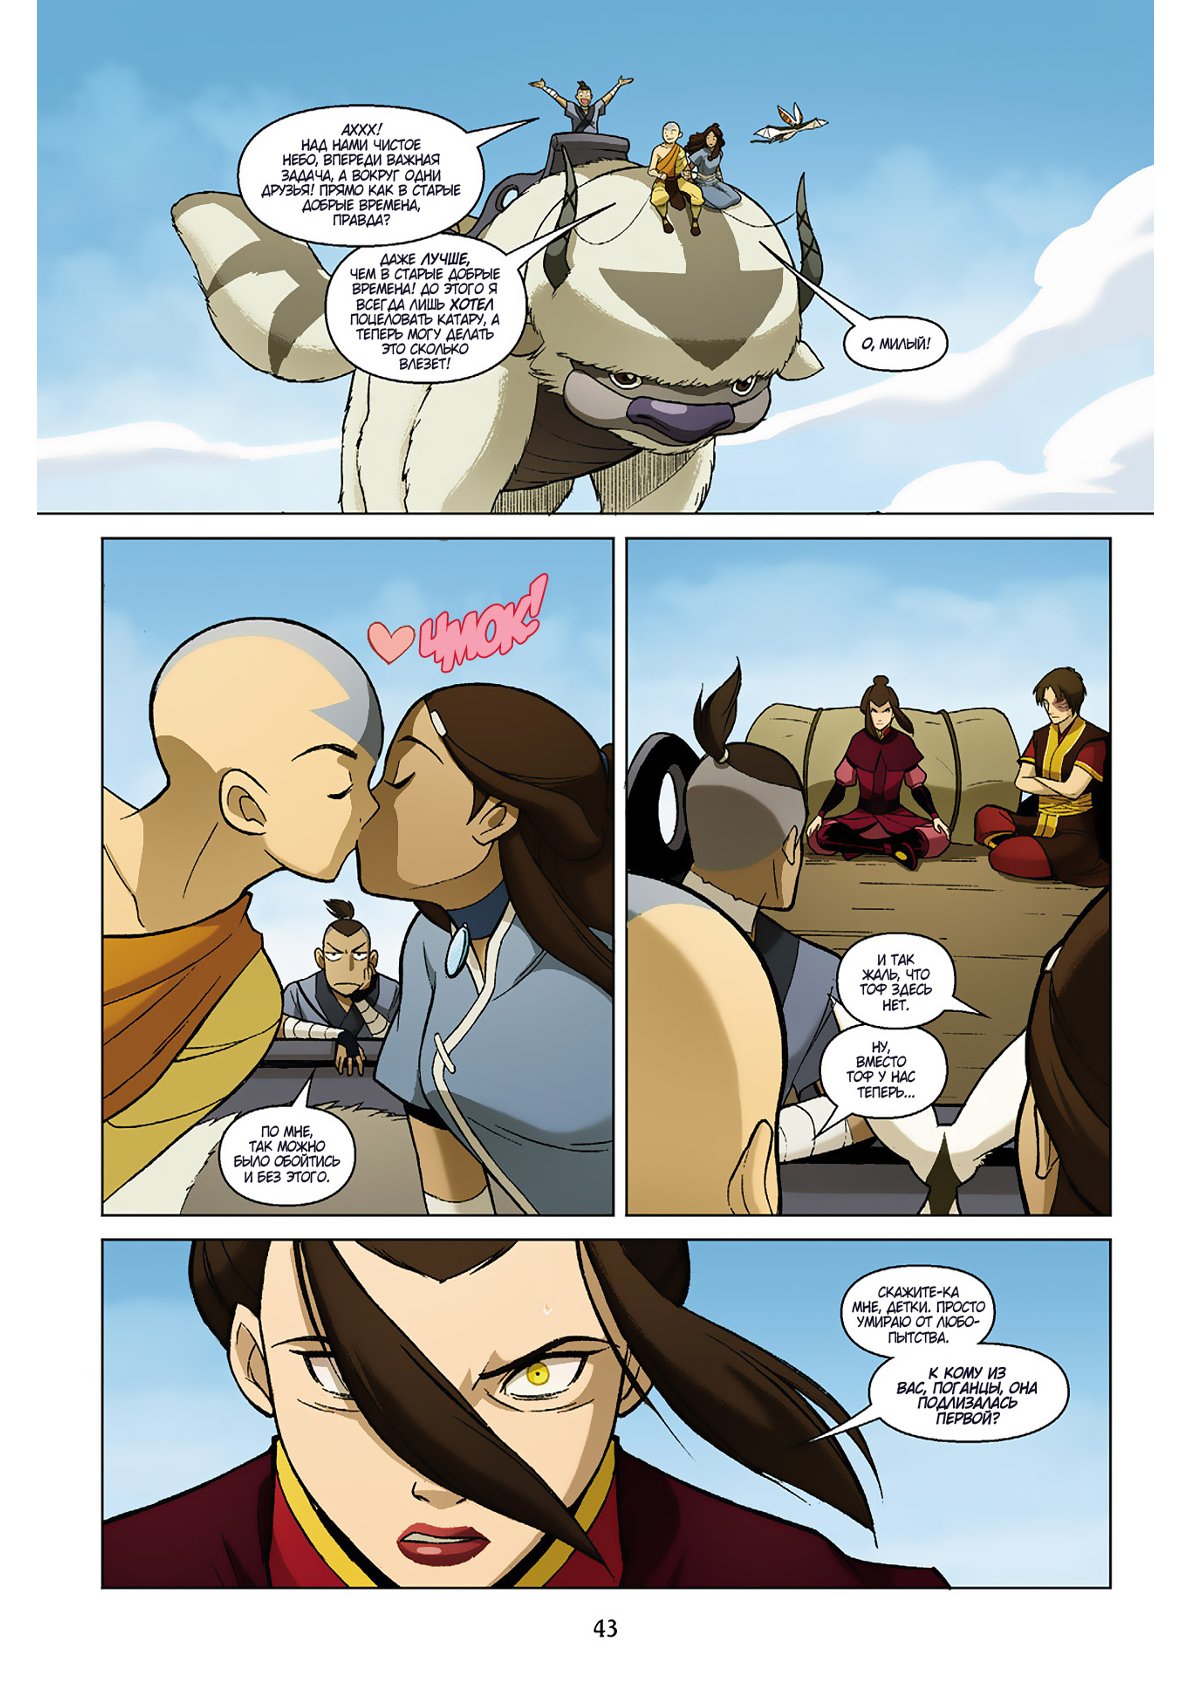 АХХХ!
НАД НАМИ ЧИСТОЕ
НЕБО, ВПЕРЕДИ ВАЖНАЯ
ЗАДАЧА, А ВОКРУГ ОДНИ
ДРУЗЬЯ! ПРЯМО КАК В СТАРЫЕ
ДОБРЫЕ ВРЕМЕНА,
ПРАВДА?
ДАЖЕ ЛУЧШЕ,
ЧЕМ В СТАРЫЕ ДОБРЫЕ
ВРЕМЕНА! ДО ЭТОГО Я
ВСЕГДА ЛИШЬ ХОТЕЛ
ПОЦЕЛОВАТЬ КАТАРУ, А
ТЕПЕРЬ МОГУ ДЕЛАТЬ
ЭТО СКОЛЬКО
ВЛЕЗЕТ!
О, МИЛЫЙ!
ЧМОК!
ПО МНЕ,
ТАК МОЖНО
БЫЛО ОБОЙТИСЬ
И БЕЗ ЭТОГО.
И ТАК
ЖАЛЬ, ЧТО
ТОФ ЗДЕСЬ
НЕТ.
НУ,
ВМЕСТО
ТОФ У НАС
ТЕПЕРЬ...
СКАЖИТЕ-КА
МНЕ, ДЕТКИ. ПРОСТО
УМИРАЮ ОТ ЛЮБО-
ПЫТСТВА.
К КОМУ ИЗ
ВАС, ПОГАНЦЫ, ОНА
ПОДЛИЗАЛАСЬ
ПЕРВОЙ?
43